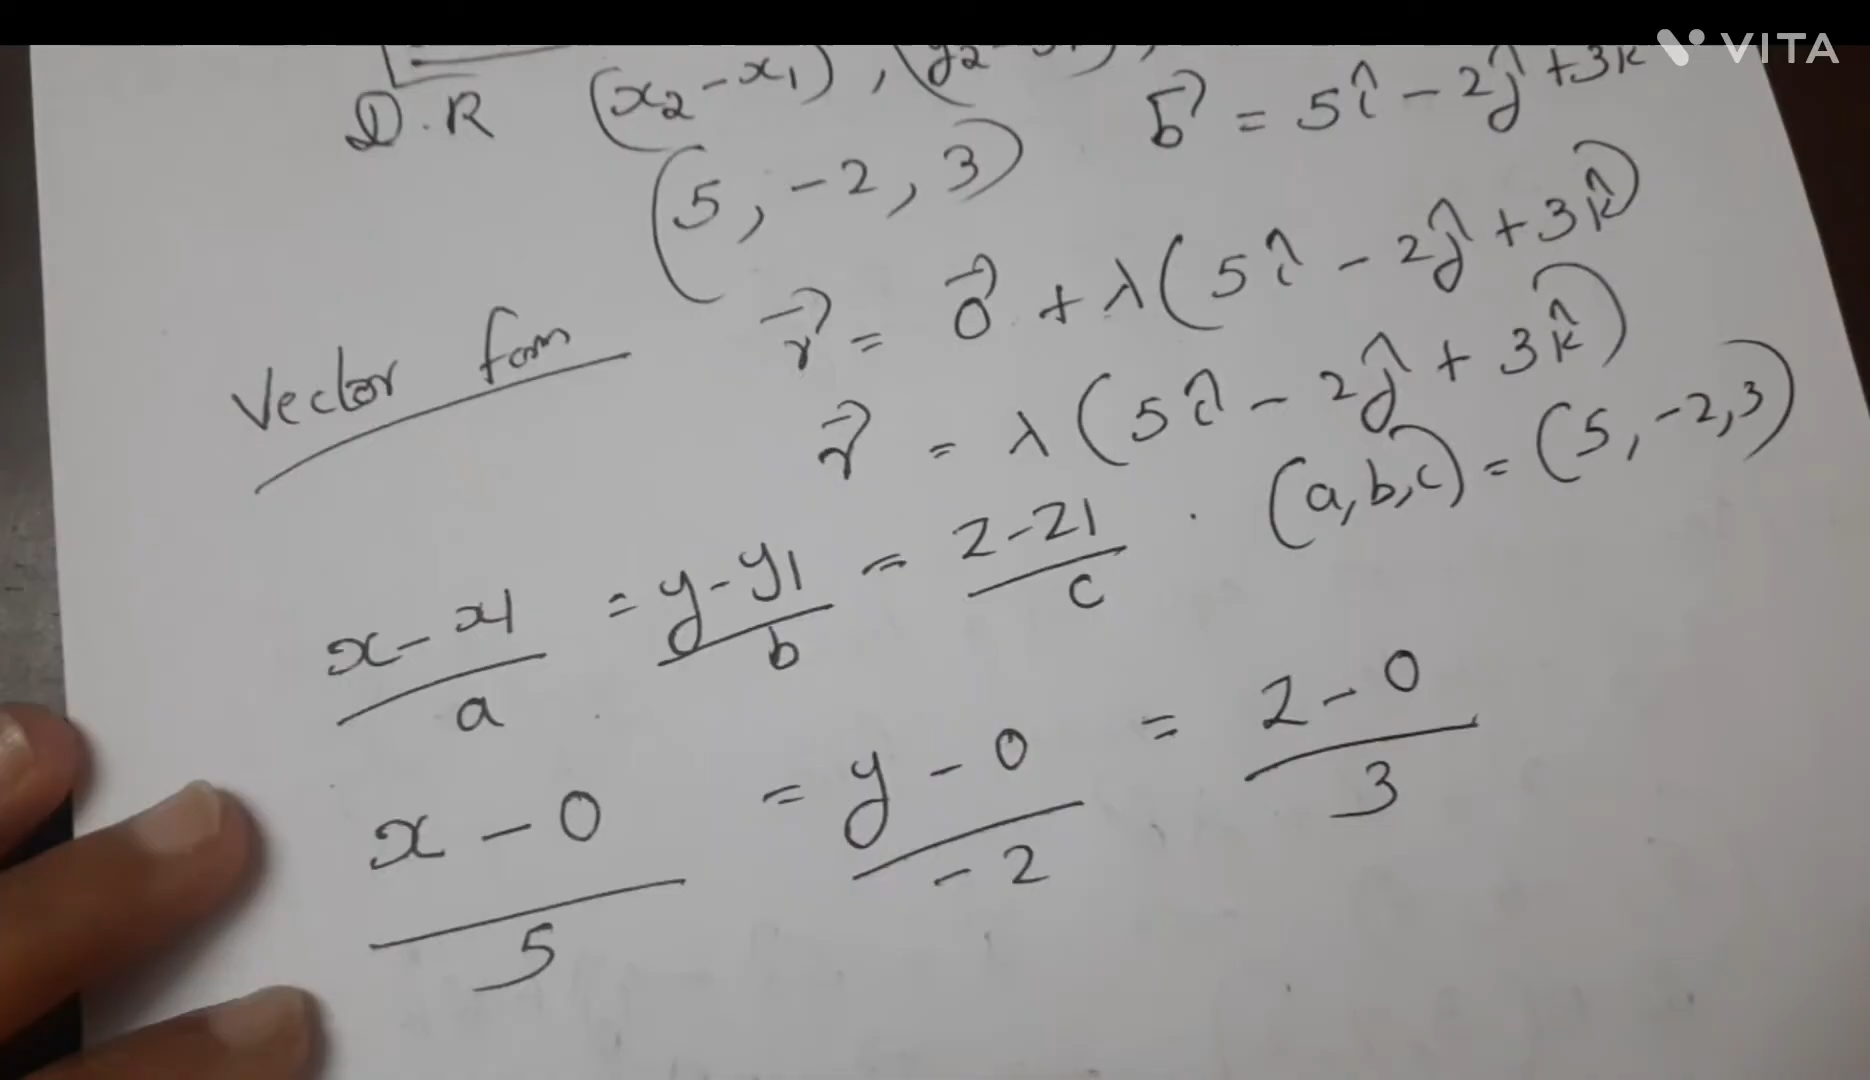 VITA
D.R (x₂-x₁), (y₂
b⃗ = 5î - 2ĵ + 3k
(5, -2, 3)
Vector form r⃗ = 0⃗ + λ(5î - 2ĵ + 3k̂)
r⃗ = λ(5î - 2ĵ + 3k̂)
(x-x1)/a = (y-y1)/b = (z-z1)/c . (a,b,c) = (5, -2, 3)
(x-0)/5 = (y-0)/-2 = (z-0)/3